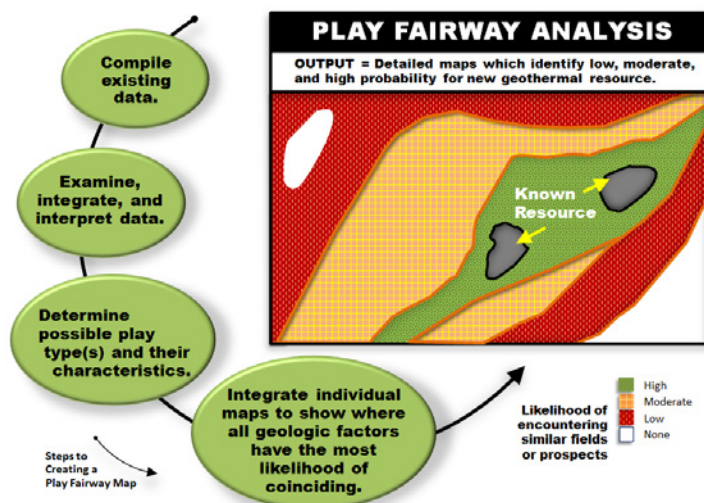 Compile
existing
data.
Examine,
integrate, and
interpret data.
Determine
possible play
type(s) and their
characteristics.
Integrate individual
maps to show where
all geologic factors
have the most
likelihood of
coinciding.
Steps to
Creating a
Play Fairway Map
PLAY FAIRWAY ANALYSIS
OUTPUT = Detailed maps which identify low, moderate,
and high probability for new geothermal resource.
Known
Resource
Likelihood of
encountering
similar fields
or prospects
High
Moderate
Low
None